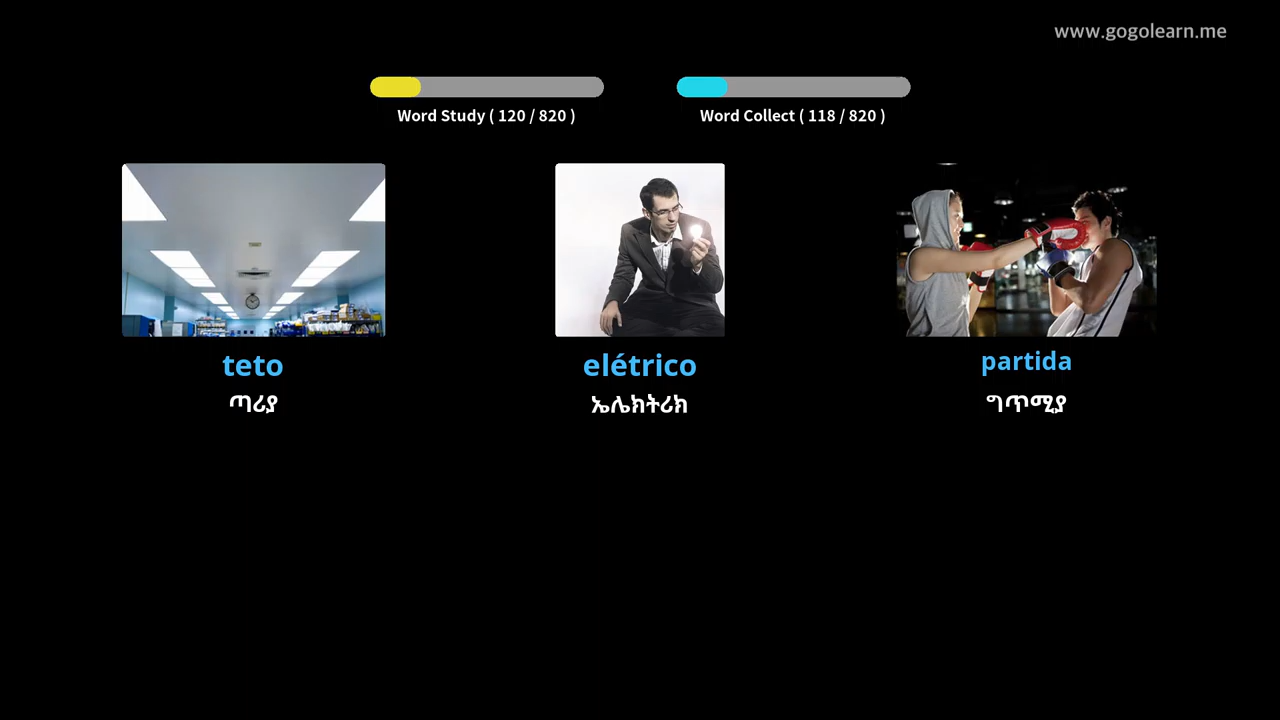 www.gogolearn.me
Word Study ( 120 / 820 )
Word Collect ( 118 / 820 )
teto
elétrico
partida
ጣሪያ
ኤሌክትሪክ
ግጥሚያ